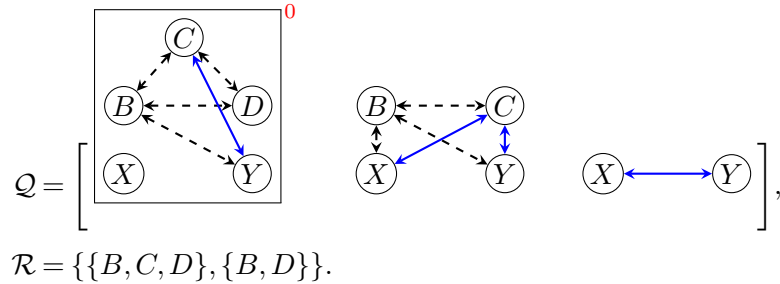 0
C
B D B C
𝒬 = [ X Y X Y X Y ],
ℛ = {{B, C, D}, {B, D}}.